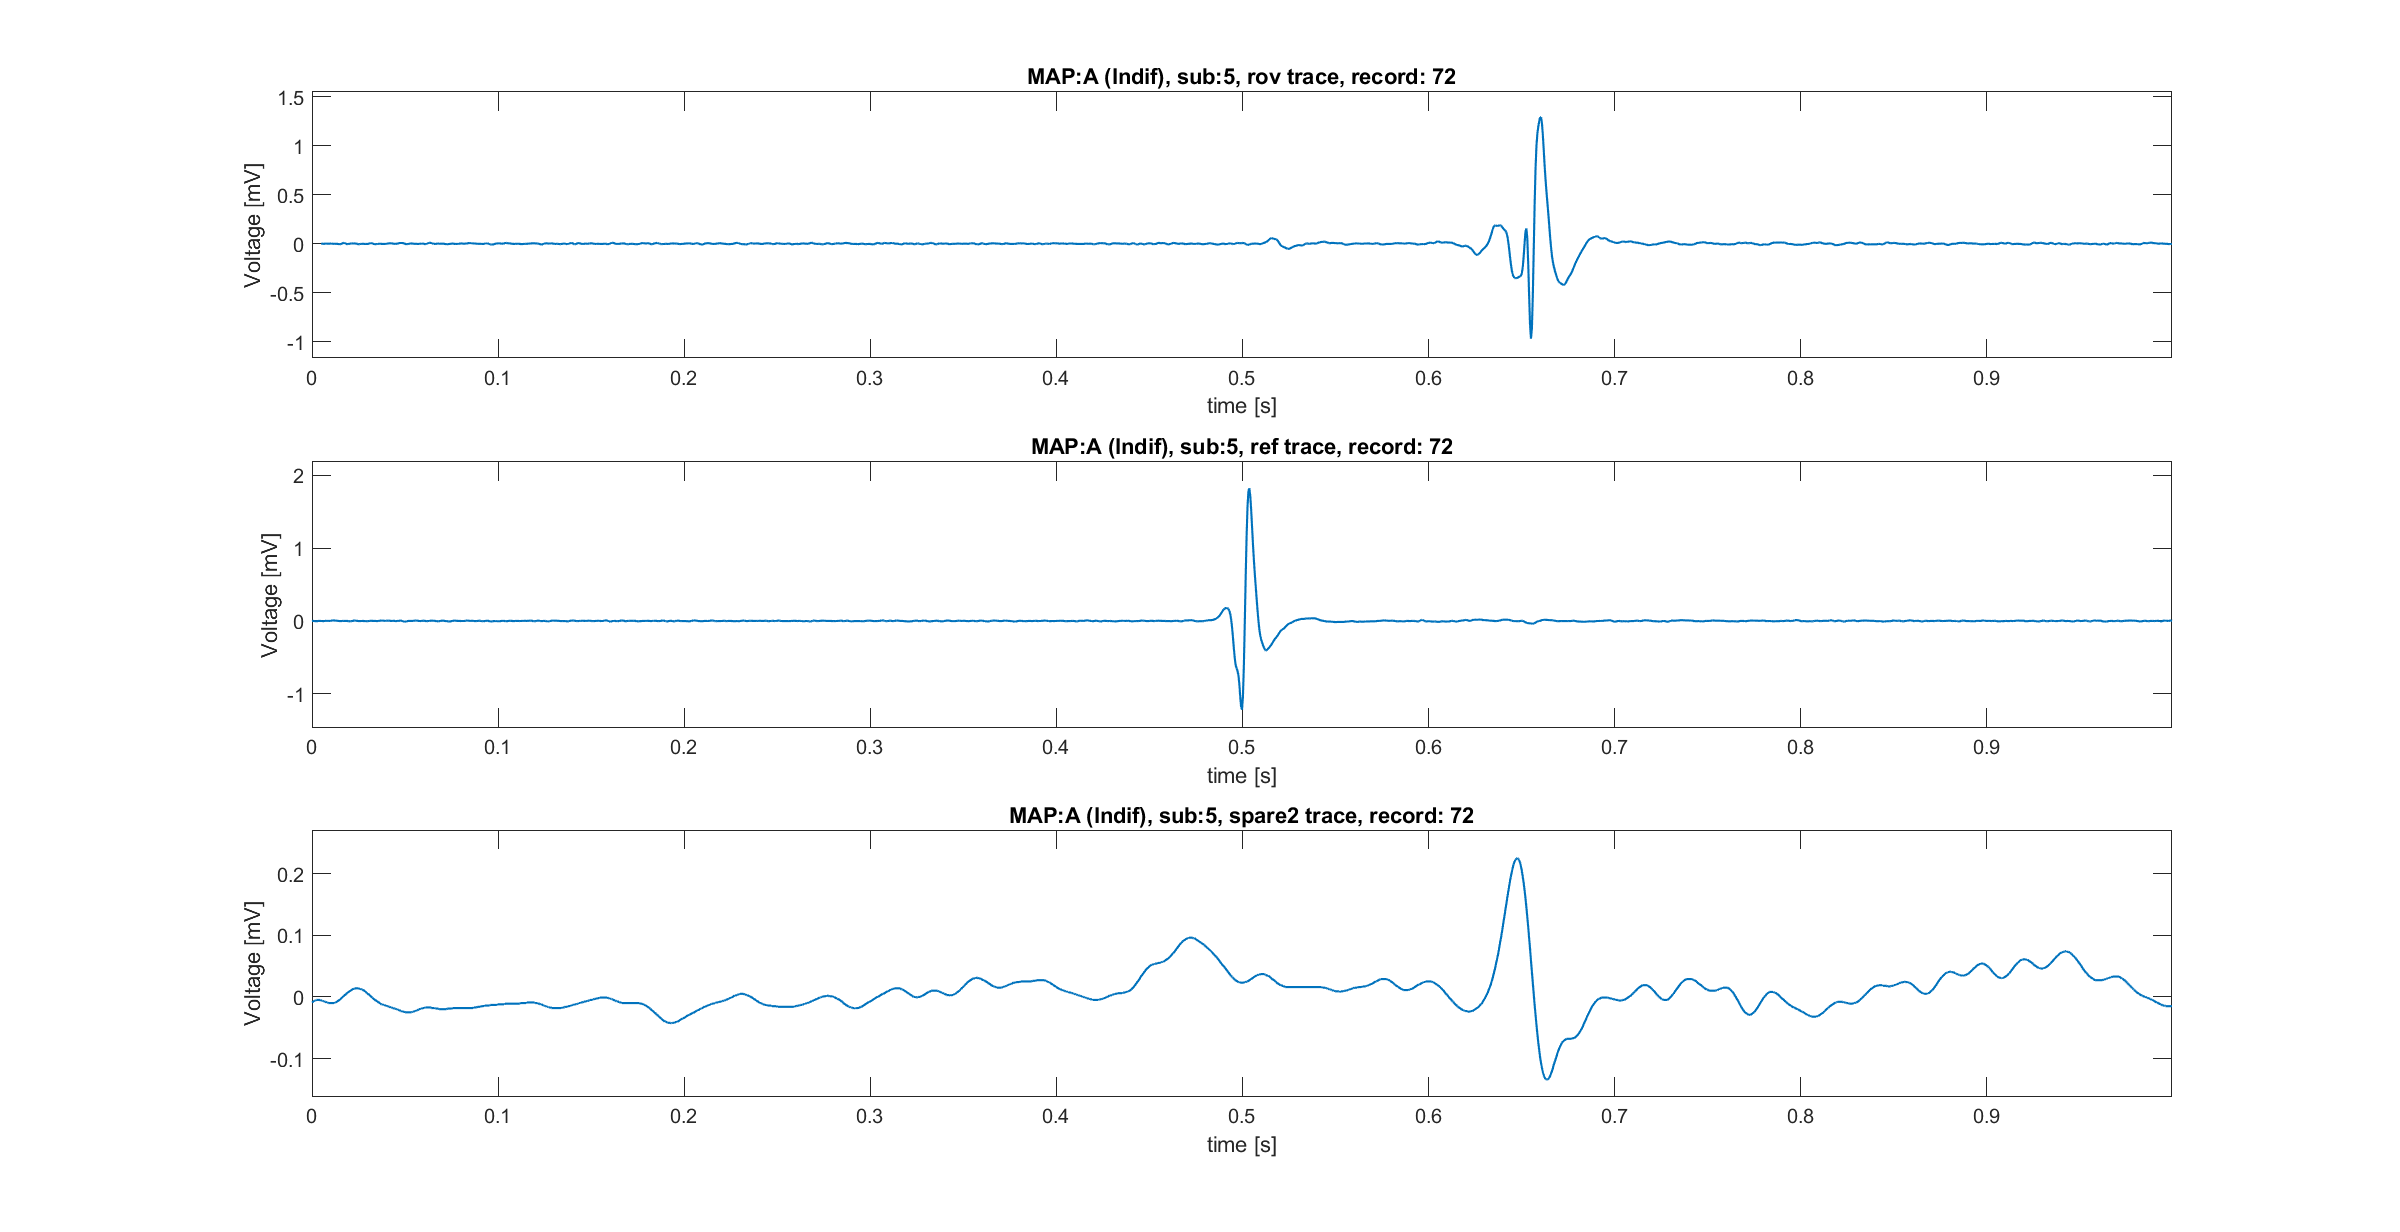 MAP:A (Indif), sub:5, rov trace, record: 72
1.5
1
0.5
0
-0.5
-1
Voltage [mV]
0 0.1 0.2 0.3 0.4 0.5 0.6 0.7 0.8 0.9
time [s]
MAP:A (Indif), sub:5, ref trace, record: 72
2
1
0
-1
Voltage [mV]
0 0.1 0.2 0.3 0.4 0.5 0.6 0.7 0.8 0.9
time [s]
MAP:A (Indif), sub:5, spare2 trace, record: 72
0.2
0.1
0
-0.1
Voltage [mV]
0 0.1 0.2 0.3 0.4 0.5 0.6 0.7 0.8 0.9
time [s]